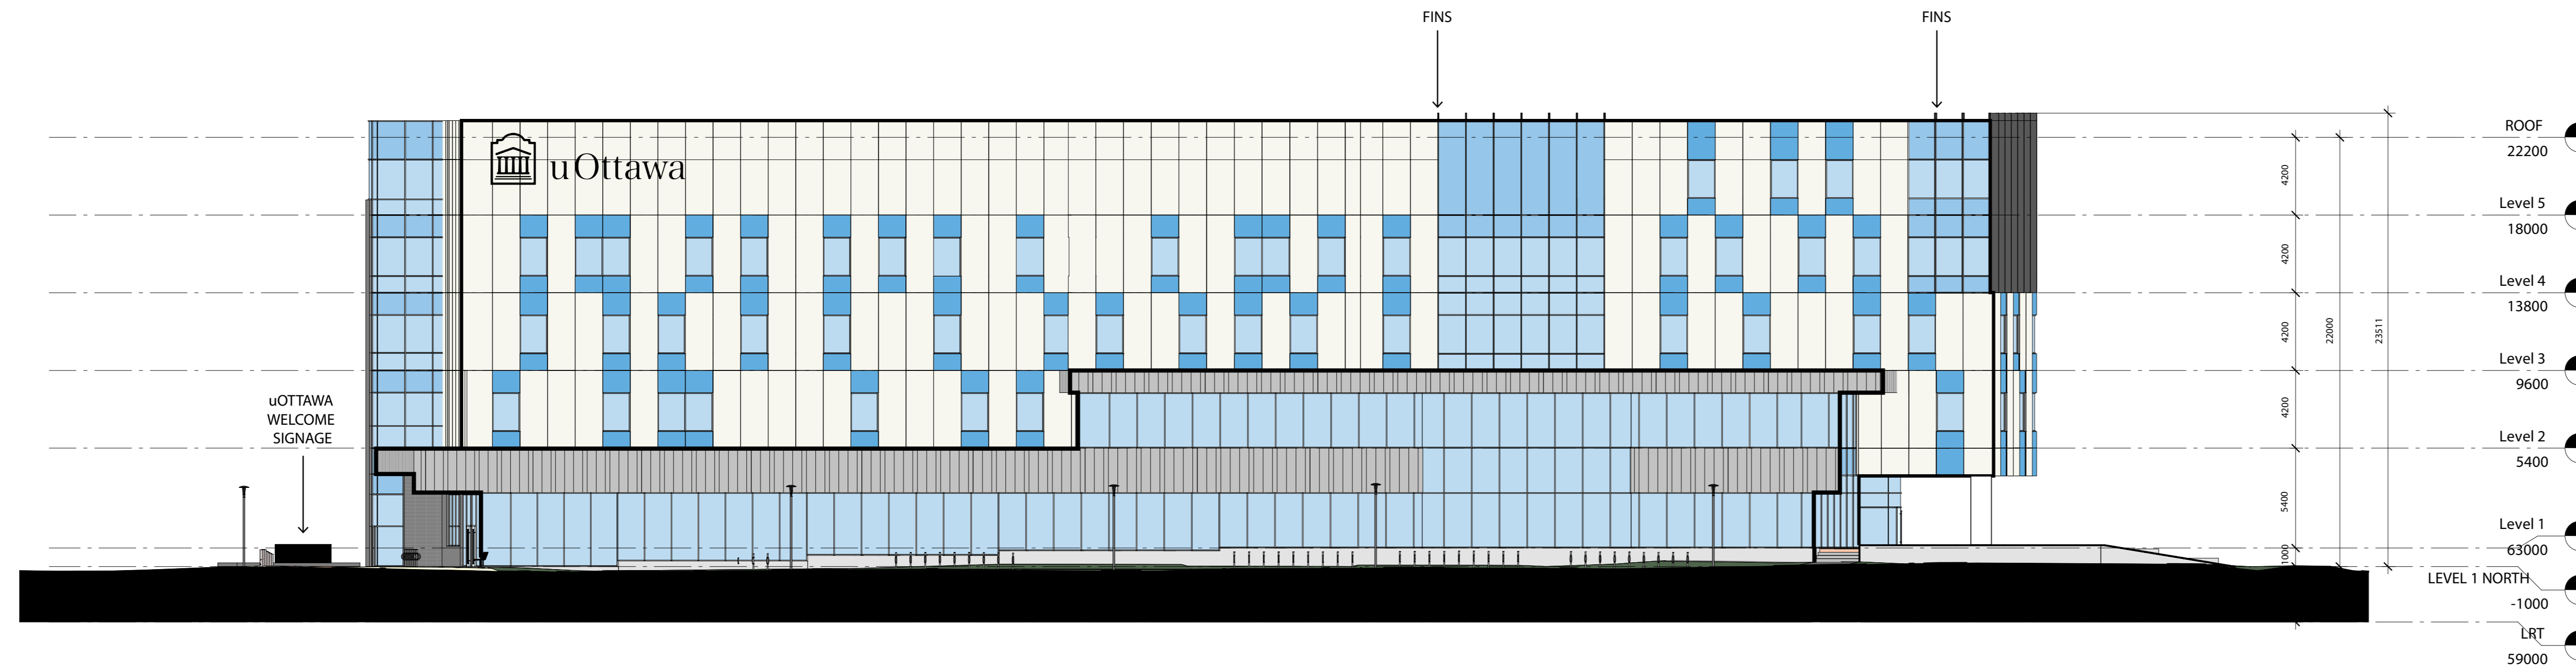 FINS
FINS
uOttawa
uOTTAWA
WELCOME
SIGNAGE
ROOF
22200
Level 5
18000
Level 4
13800
Level 3
9600
Level 2
5400
Level 1
63000
LEVEL 1 NORTH
-1000
LRT
59000
4200
4200
4200
4200
5400
1000
22000
23511